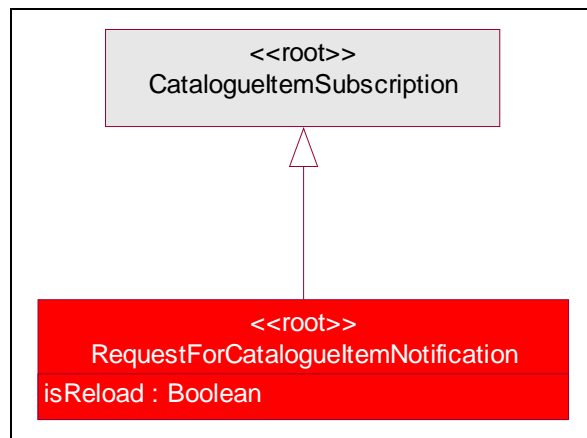 <<root>>
CatalogueItemSubscription
<<root>>
RequestForCatalogueItemNotification
isReload : Boolean